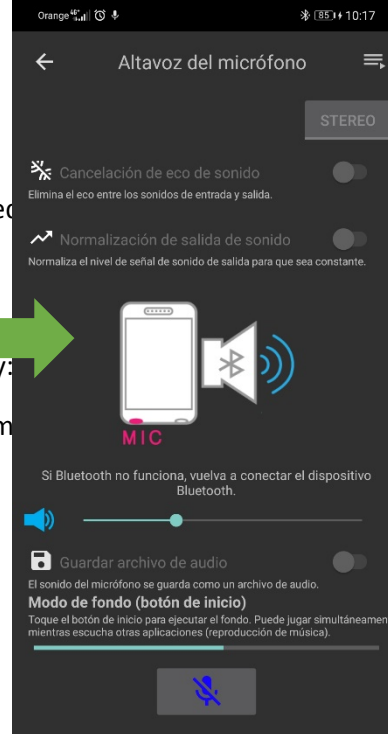 Orange 46 85 10:17
Altavoz del micrófono
STEREO
Cancelación de eco de sonido
Elimina el eco entre los sonidos de entrada y salida.
Normalización de salida de sonido
Normaliza el nivel de señal de sonido de salida para que sea constante.
MIC
Si Bluetooth no funciona, vuelva a conectar el dispositivo
Bluetooth.
Guardar archivo de audio
El sonido del micrófono se guarda como un archivo de audio.
Modo de fondo (botón de inicio)
Toque el botón de inicio para ejecutar el fondo. Puede jugar simultáneamen
mientras escucha otras aplicaciones (reproducción de música).